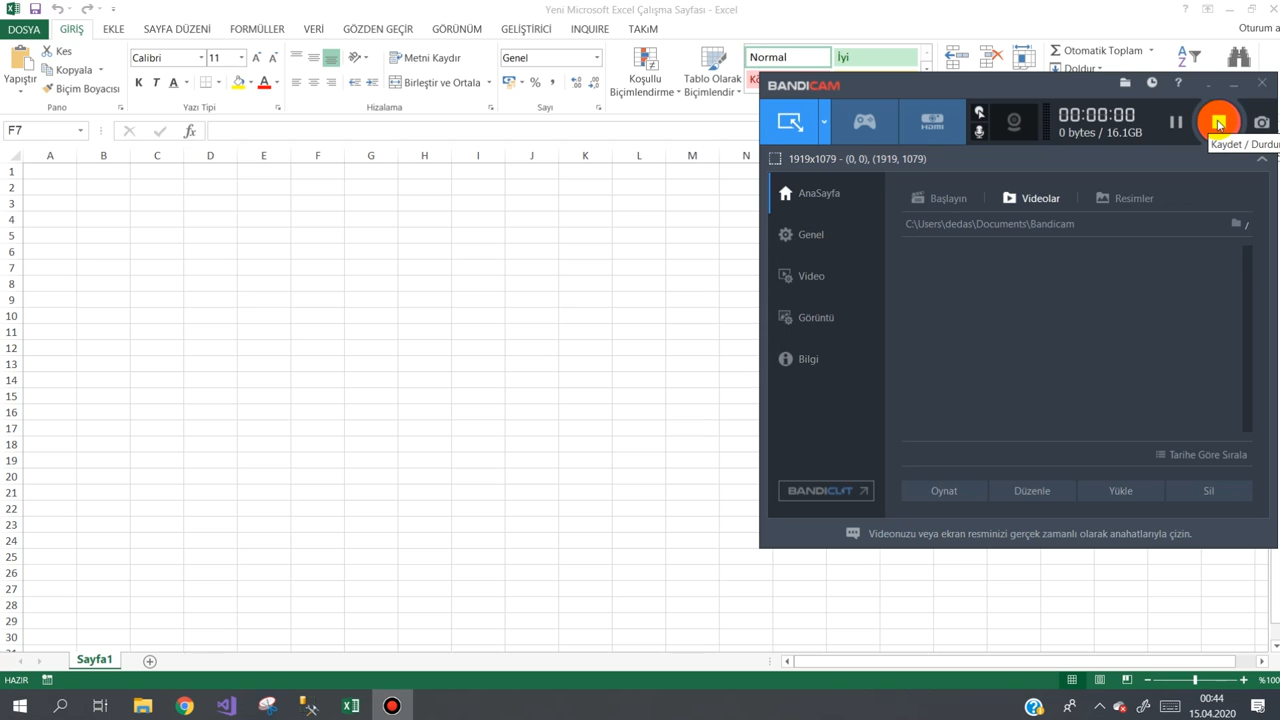 Yeni Microsoft Excel Çalışma Sayfası - Excel
DOSYA GİRİŞ EKLE SAYFA DÜZENİ FORMÜLLER VERİ GÖZDEN GEÇİR GÖRÜNÜM GELİŞTİRİCİ INQUIRE TAKıM Oturum a
Yapıştır
Kes
Kopyala
Biçim Boyacısı
Pano
Calibri 11
K T A
Yazı Tipi
Metni Kaydır
Birleştir ve Ortala
Hizalama
Genel
Sayı
Koşullu
Biçimlendirme
Tablo Olarak
Biçimlendir
Normal
İyi
Otomatik Toplam
Doldur
F7
A B C D E F G H I J K L M N
1
2
3
4
5
6
7
8
9
10
11
12
13
14
15
16
17
18
19
20
21
22
23
24
25
26
27
28
29
30
BANDICAM
HDMI
00:00:00
0 bytes / 16.1GB
Kaydet / Durdu
1919x1079 - (0, 0), (1919, 1079)
AnaSayfa
Genel
Video
Görüntü
Bilgi
BANDICUT
Başlayın
Videolar
Resimler
C:\Users\dedas\Documents\Bandicam
Tarihe Göre Sırala
Oynat Düzenle Yükle Sil
Videonuzu veya ekran resminizi gerçek zamanlı olarak anahatlarıyla çizin.
Sayfa1
HAZIR
%100
00:44
15.04.2020